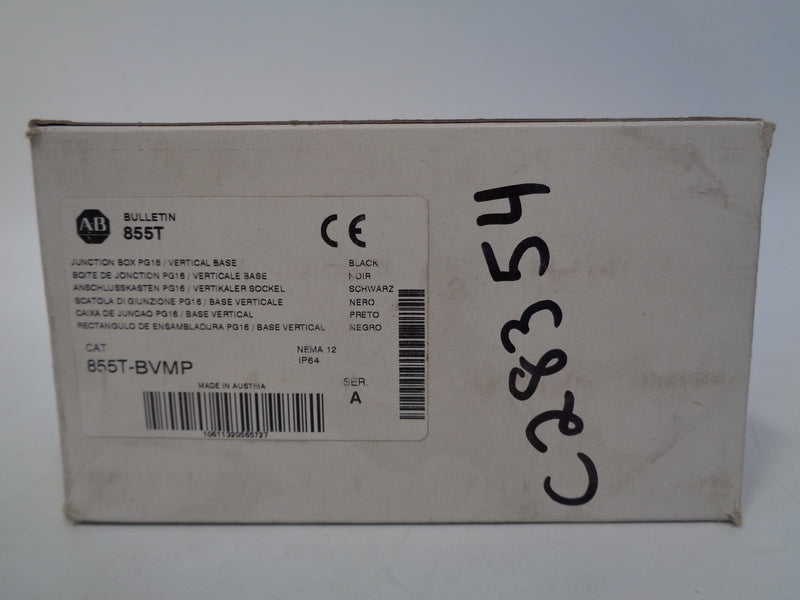 AB
BULLETIN
855T
CE
JUNCTION BOX PG16 / VERTICAL BASE BLACK
BOITE DE JONCTION PG16 / VERTICALE BASE NOIR
ANSCHLUSSKASTEN PG16 / VERTIKALER SOCKEL SCHWARZ
SCATOLA DI GIUNZIONE PG16 / BASE VERTICALE NERO
CAIXA DE JUNCAO PG16 / BASE VERTICAL PRETO
RECTANGULO DE ENSAMBLADURA PG16 / BASE VERTICAL NEGRO
CAT NEMA 12
855T-BVMP IP64
MADE IN AUSTRIA SER.
A
10611320565727
C28354